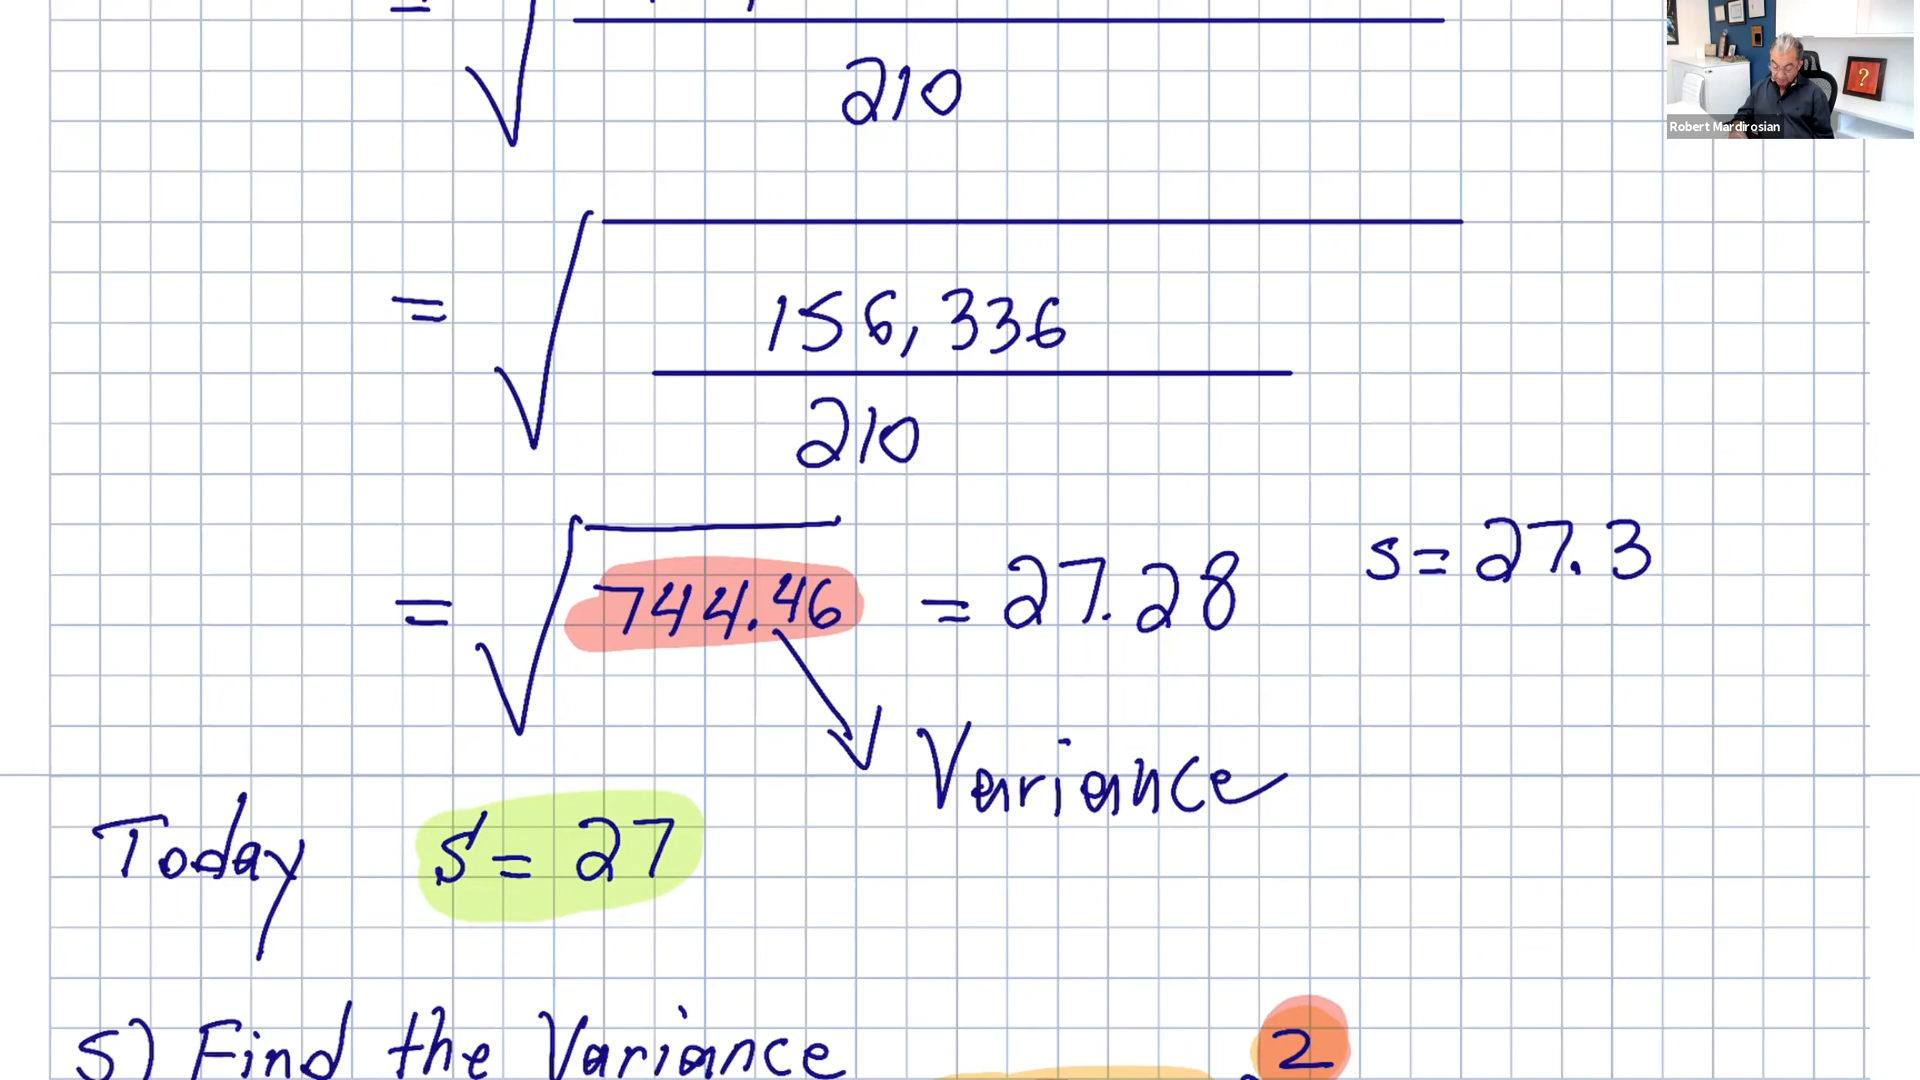 210
?
Robert Mardirosian
= √ 156,336
210
s = 27.3
= √ 744.46 = 27.28
Variance
Today s = 27
5) Find the Variance
2